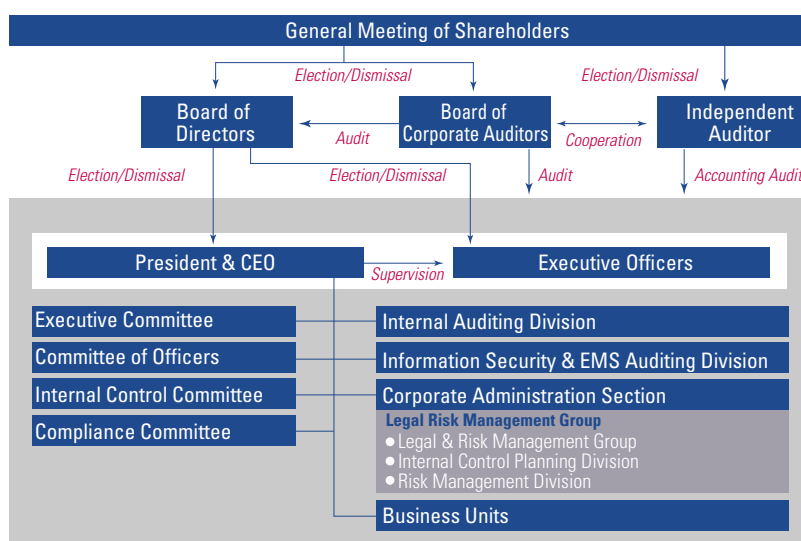 General Meeting of Shareholders
Election/Dismissal
Election/Dismissal
Board of
Directors
Audit
Board of
Corporate Auditors
Cooperation
Independent
Auditor
Election/Dismissal
Election/Dismissal
Audit
Accounting Audit
President & CEO
Supervision
Executive Officers
Executive Committee
Internal Auditing Division
Committee of Officers
Information Security & EMS Auditing Division
Internal Control Committee
Corporate Administration Section
Legal Risk Management Group
Compliance Committee
●Legal & Risk Management Group
●Internal Control Planning Division
●Risk Management Division
Business Units